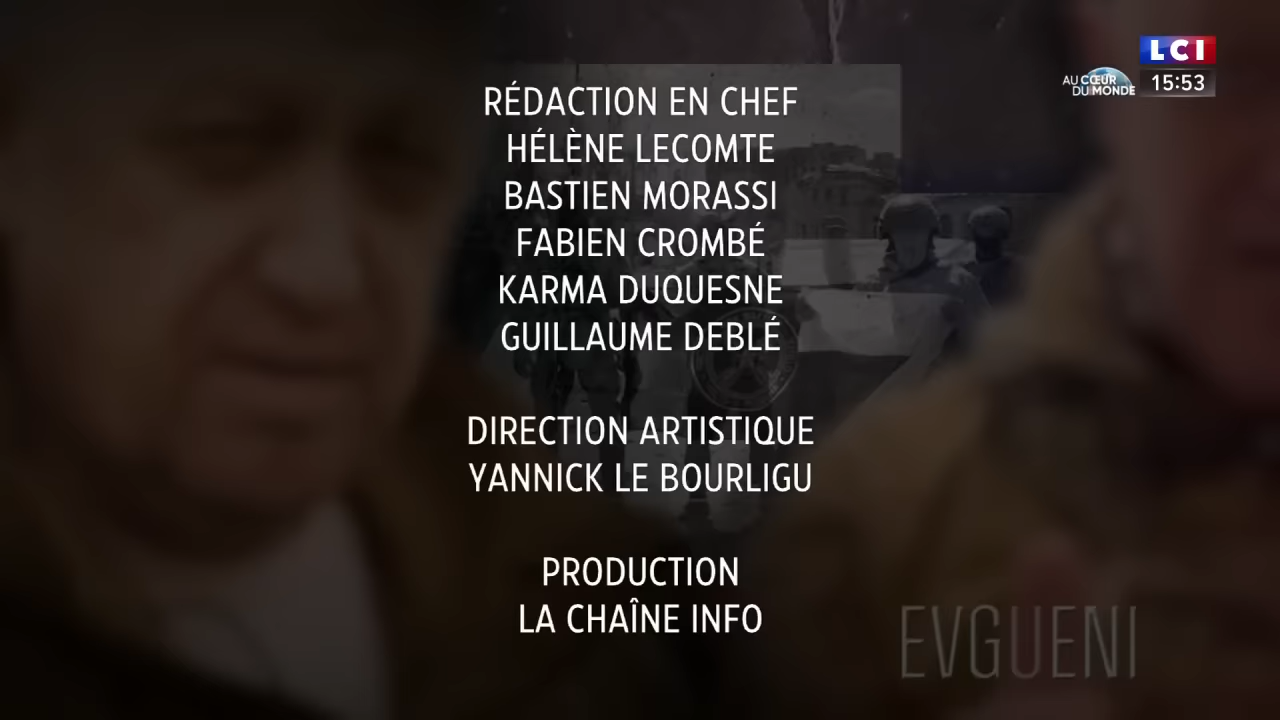 LCI
AU CŒUR
DU MONDE
15:53
RÉDACTION EN CHEF
HÉLÈNE LECOMTE
BASTIEN MORASSI
FABIEN CROMBÉ
KARMA DUQUESNE
GUILLAUME DEBLÉ
DIRECTION ARTISTIQUE
YANNICK LE BOURLIGU
PRODUCTION
LA CHAÎNE INFO
EVGUENI